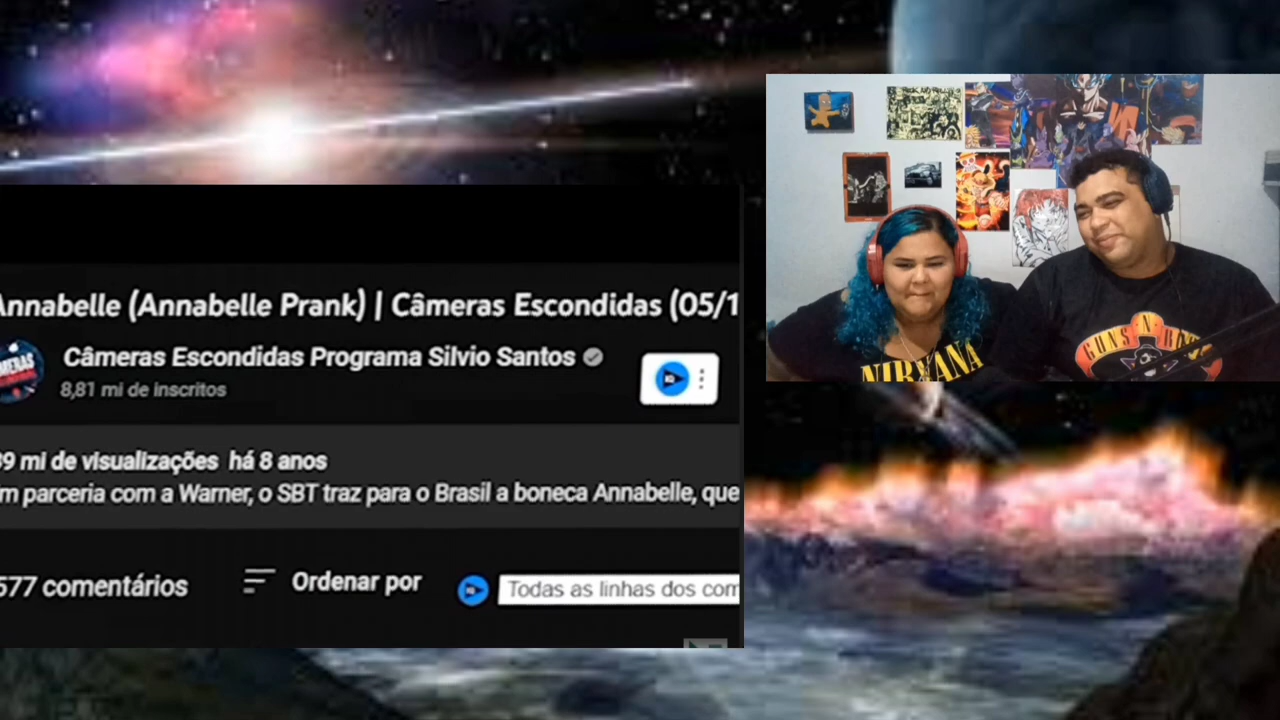 Annabelle (Annabelle Prank) | Câmeras Escondidas (05/1
Câmeras Escondidas Programa Silvio Santos
8,81 mi de inscritos
39 mi de visualizações há 8 anos
m parceria com a Warner, o SBT traz para o Brasil a boneca Annabelle, que
577 comentários
Ordenar por
Todas as linhas dos com
NIRVANA
GUNS N' RO